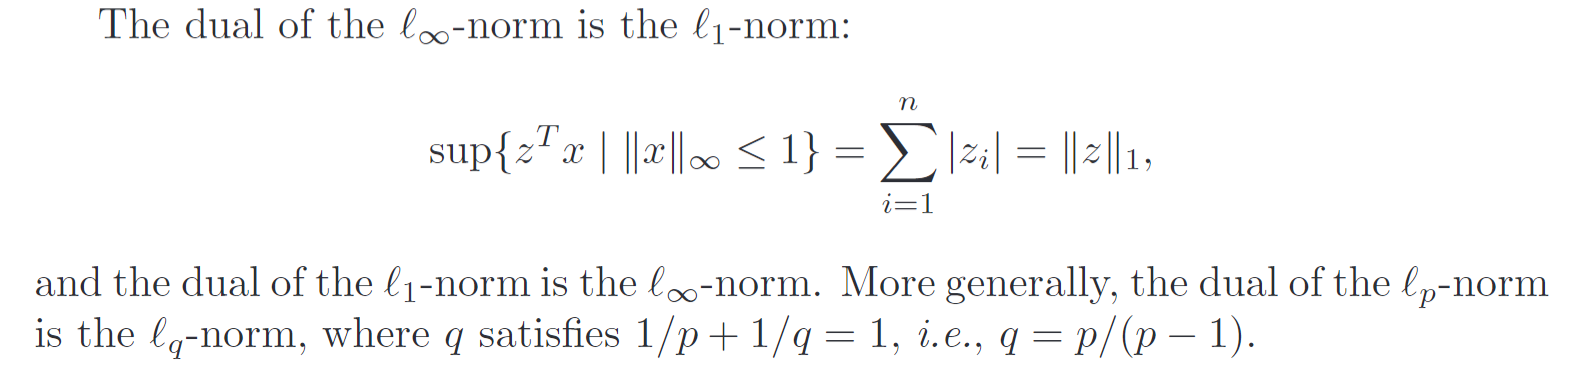 The dual of the ℓ∞-norm is the ℓ1-norm:
sup{z^T x | ‖x‖∞ ≤ 1} = ∑_{i=1}^{n} |z_i| = ‖z‖_1,
and the dual of the ℓ1-norm is the ℓ∞-norm. More generally, the dual of the ℓp-norm
is the ℓq-norm, where q satisfies 1/p + 1/q = 1, i.e., q = p/(p − 1).